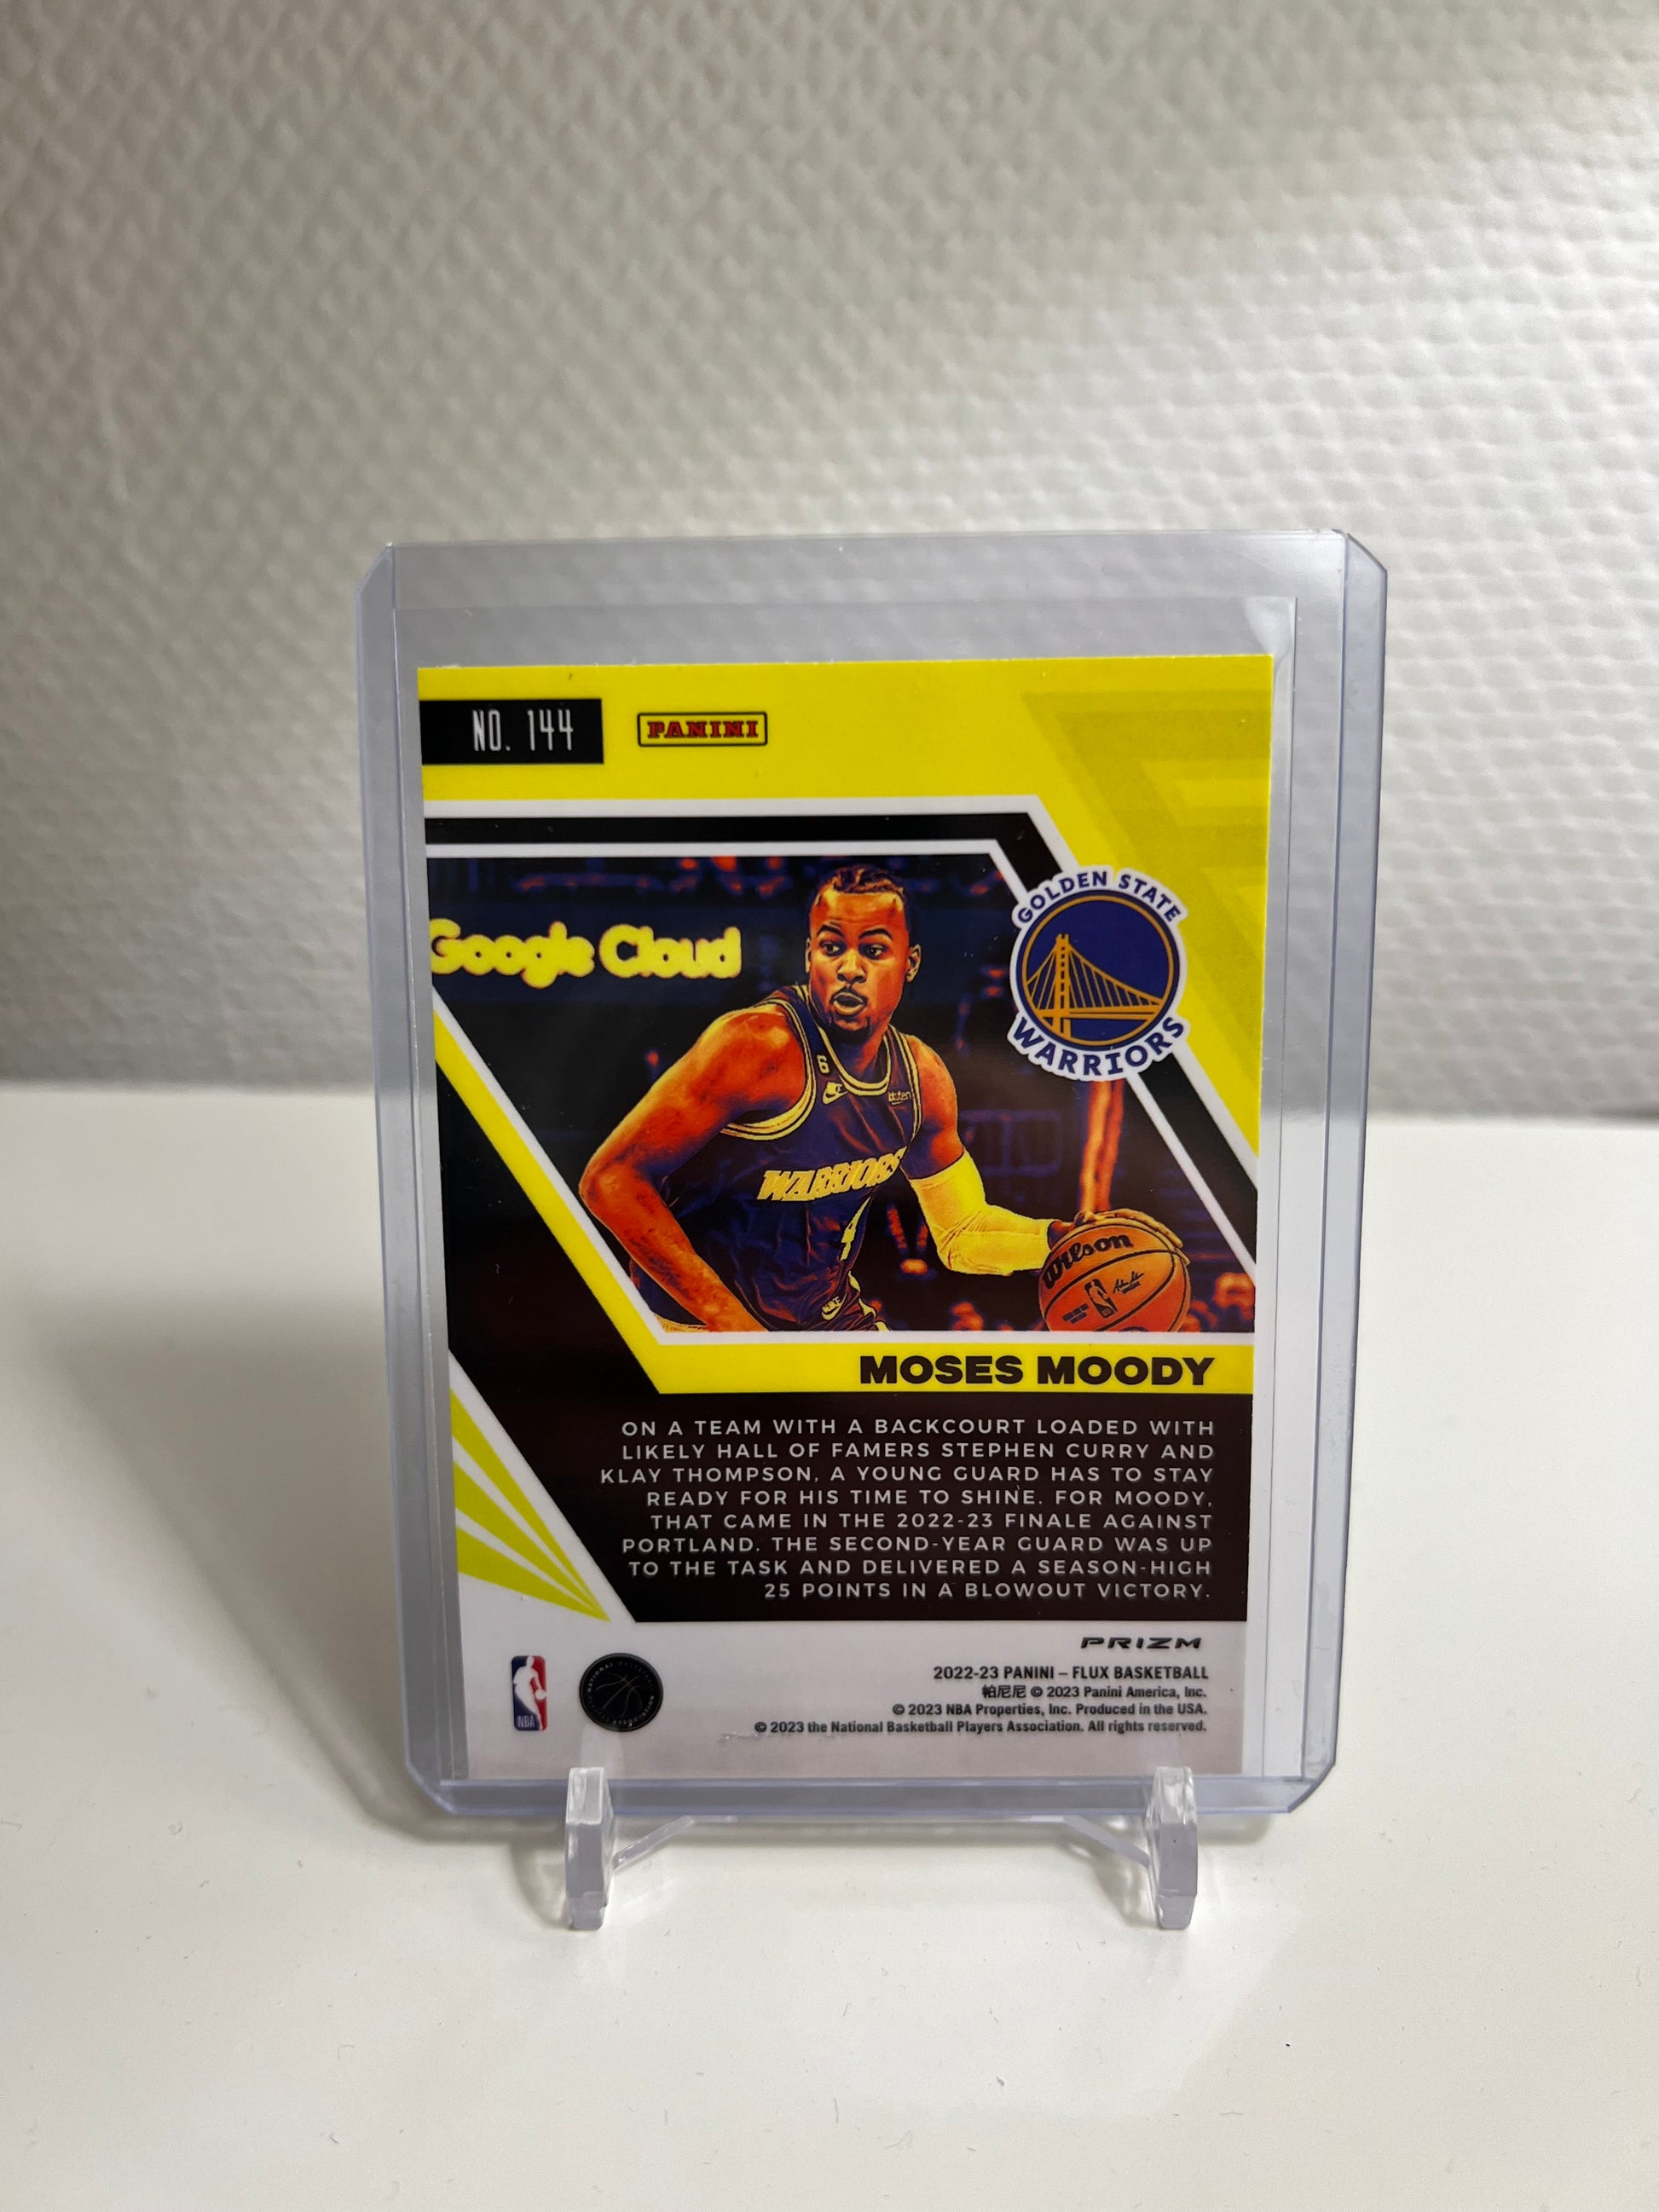 NO. 144
PANINI
Google Cloud
GOLDEN STATE
WARRIORS
6
WARRIORS
Wilson
MOSES MOODY
ON A TEAM WITH A BACKCOURT LOADED WITH
LIKELY HALL OF FAMERS STEPHEN CURRY AND
KLAY THOMPSON, A YOUNG GUARD HAS TO STAY
READY FOR HIS TIME TO SHINE. FOR MOODY,
THAT CAME IN THE 2022-23 FINALE AGAINST
PORTLAND. THE SECOND-YEAR GUARD WAS UP
TO THE TASK AND DELIVERED A SEASON-HIGH
25 POINTS IN A BLOWOUT VICTORY.
PRIZM
2022-23 PANINI – FLUX BASKETBALL
帕尼尼 © 2023 Panini America, Inc.
© 2023 NBA Properties, Inc. Produced in the USA.
© 2023 the National Basketball Players Association. All rights reserved.
NBA